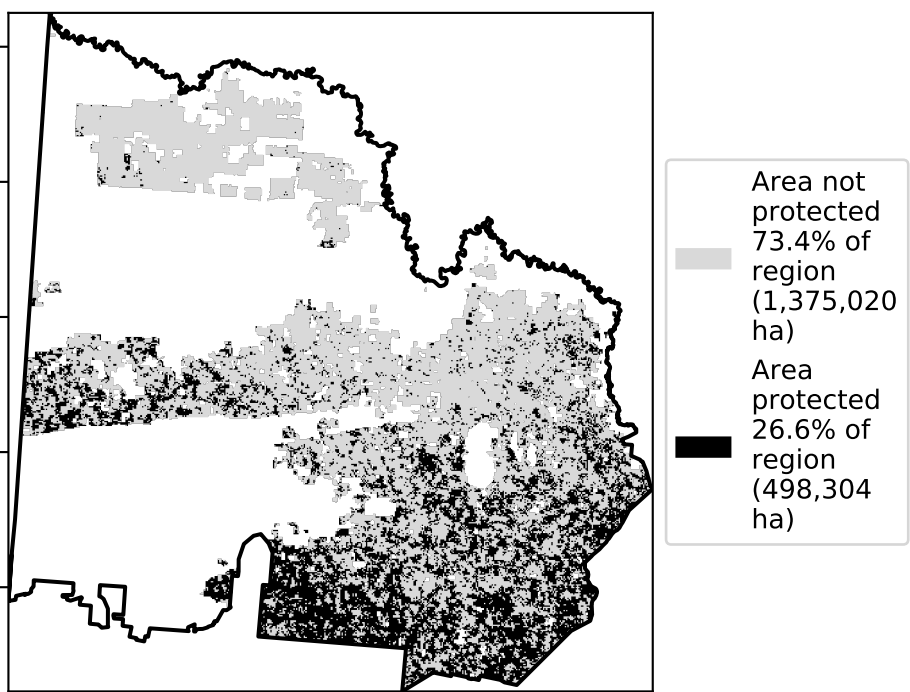 Area not
protected
73.4% of
region
(1,375,020
ha)
Area
protected
26.6% of
region
(498,304
ha)